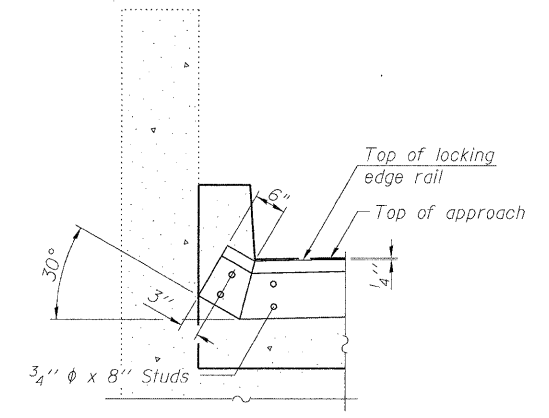 Top of locking
edge rail
6"
Top of approach
30°
3"
1/4"
3/4" ϕ x 8" Studs